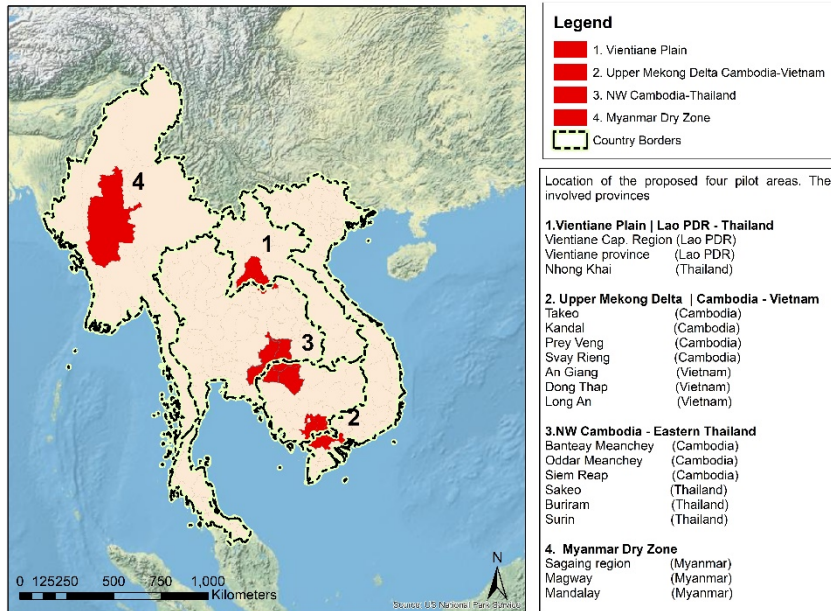 4
1
3
2
N
0 125250 500 750 1,000
Kilometers
Source: US National Park Service
Legend
1. Vientiane Plain
2. Upper Mekong Delta Cambodia-Vietnam
3. NW Cambodia-Thailand
4. Myanmar Dry Zone
Country Borders
Location of the proposed four pilot areas. The
involved provinces
1.Vientiane Plain | Lao PDR - Thailand
Vientiane Cap. Region (Lao PDR)
Vientiane province (Lao PDR)
Nhong Khai (Thailand)
2. Upper Mekong Delta | Cambodia - Vietnam
Takeo (Cambodia)
Kandal (Cambodia)
Prey Veng (Cambodia)
Svay Rieng (Cambodia)
An Giang (Vietnam)
Dong Thap (Vietnam)
Long An (Vietnam)
3.NW Cambodia - Eastern Thailand
Banteay Meanchey (Cambodia)
Oddar Meanchey (Cambodia)
Siem Reap (Cambodia)
Sakeo (Thailand)
Buriram (Thailand)
Surin (Thailand)
4. Myanmar Dry Zone
Sagaing region (Myanmar)
Magway (Myanmar)
Mandalay (Myanmar)